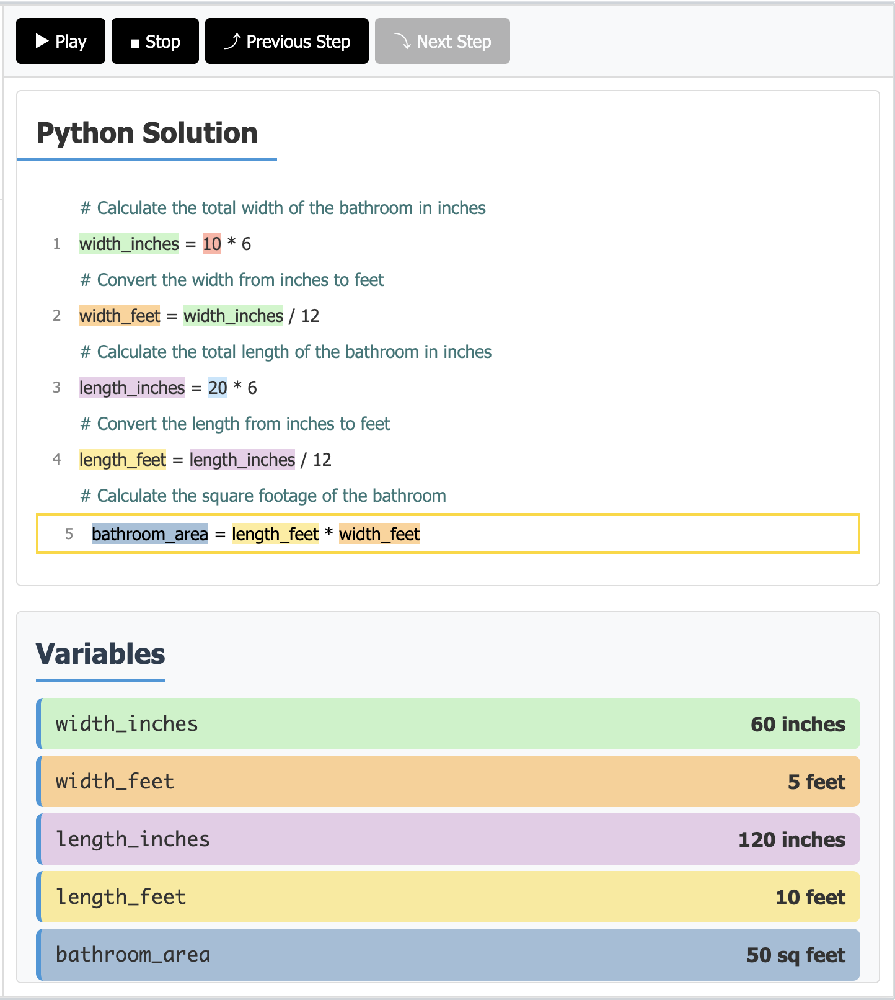 ▶ Play ■ Stop ⤴ Previous Step ⤵ Next Step
Python Solution
# Calculate the total width of the bathroom in inches
1 width_inches = 10 * 6
# Convert the width from inches to feet
2 width_feet = width_inches / 12
# Calculate the total length of the bathroom in inches
3 length_inches = 20 * 6
# Convert the length from inches to feet
4 length_feet = length_inches / 12
# Calculate the square footage of the bathroom
5 bathroom_area = length_feet * width_feet
Variables
width_inches 60 inches
width_feet 5 feet
length_inches 120 inches
length_feet 10 feet
bathroom_area 50 sq feet